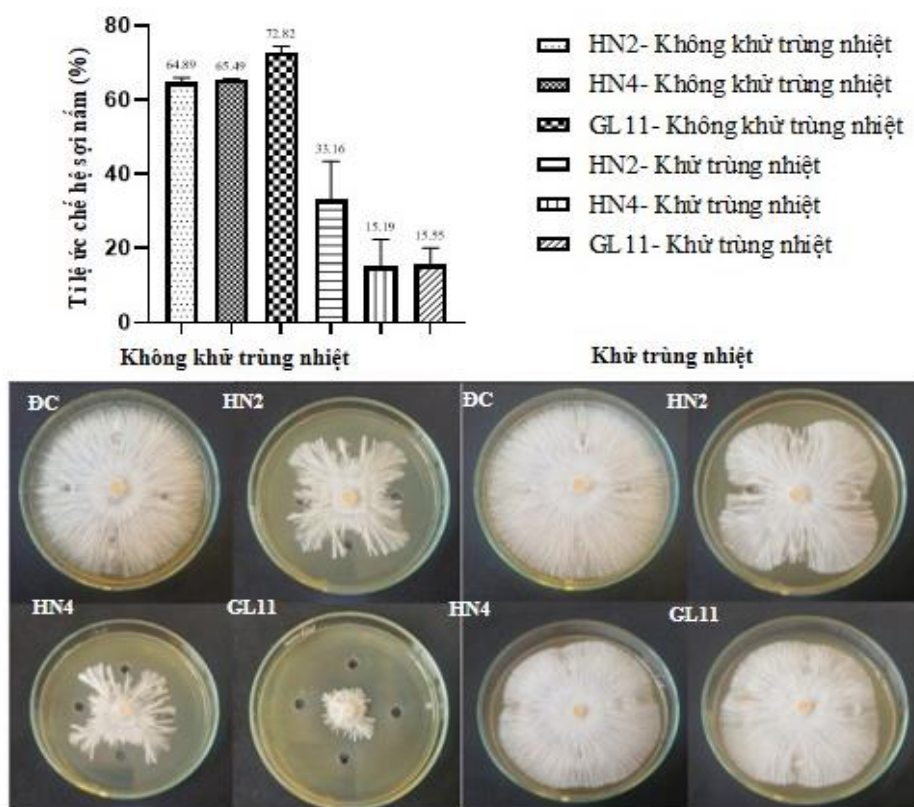 Tỉ lệ ức chế hệ sợi nấm (%)
80
60
40
20
0
64.89
65.49
72.82
33.16
15.19
15.55
HN2- Không khử trùng nhiệt
HN4- Không khử trùng nhiệt
GL11- Không khử trùng nhiệt
HN2- Khử trùng nhiệt
HN4- Khử trùng nhiệt
GL11- Khử trùng nhiệt
Không khử trùng nhiệt
Khử trùng nhiệt
ĐC
HN2
ĐC
HN2
HN4
GL11
HN4
GL11